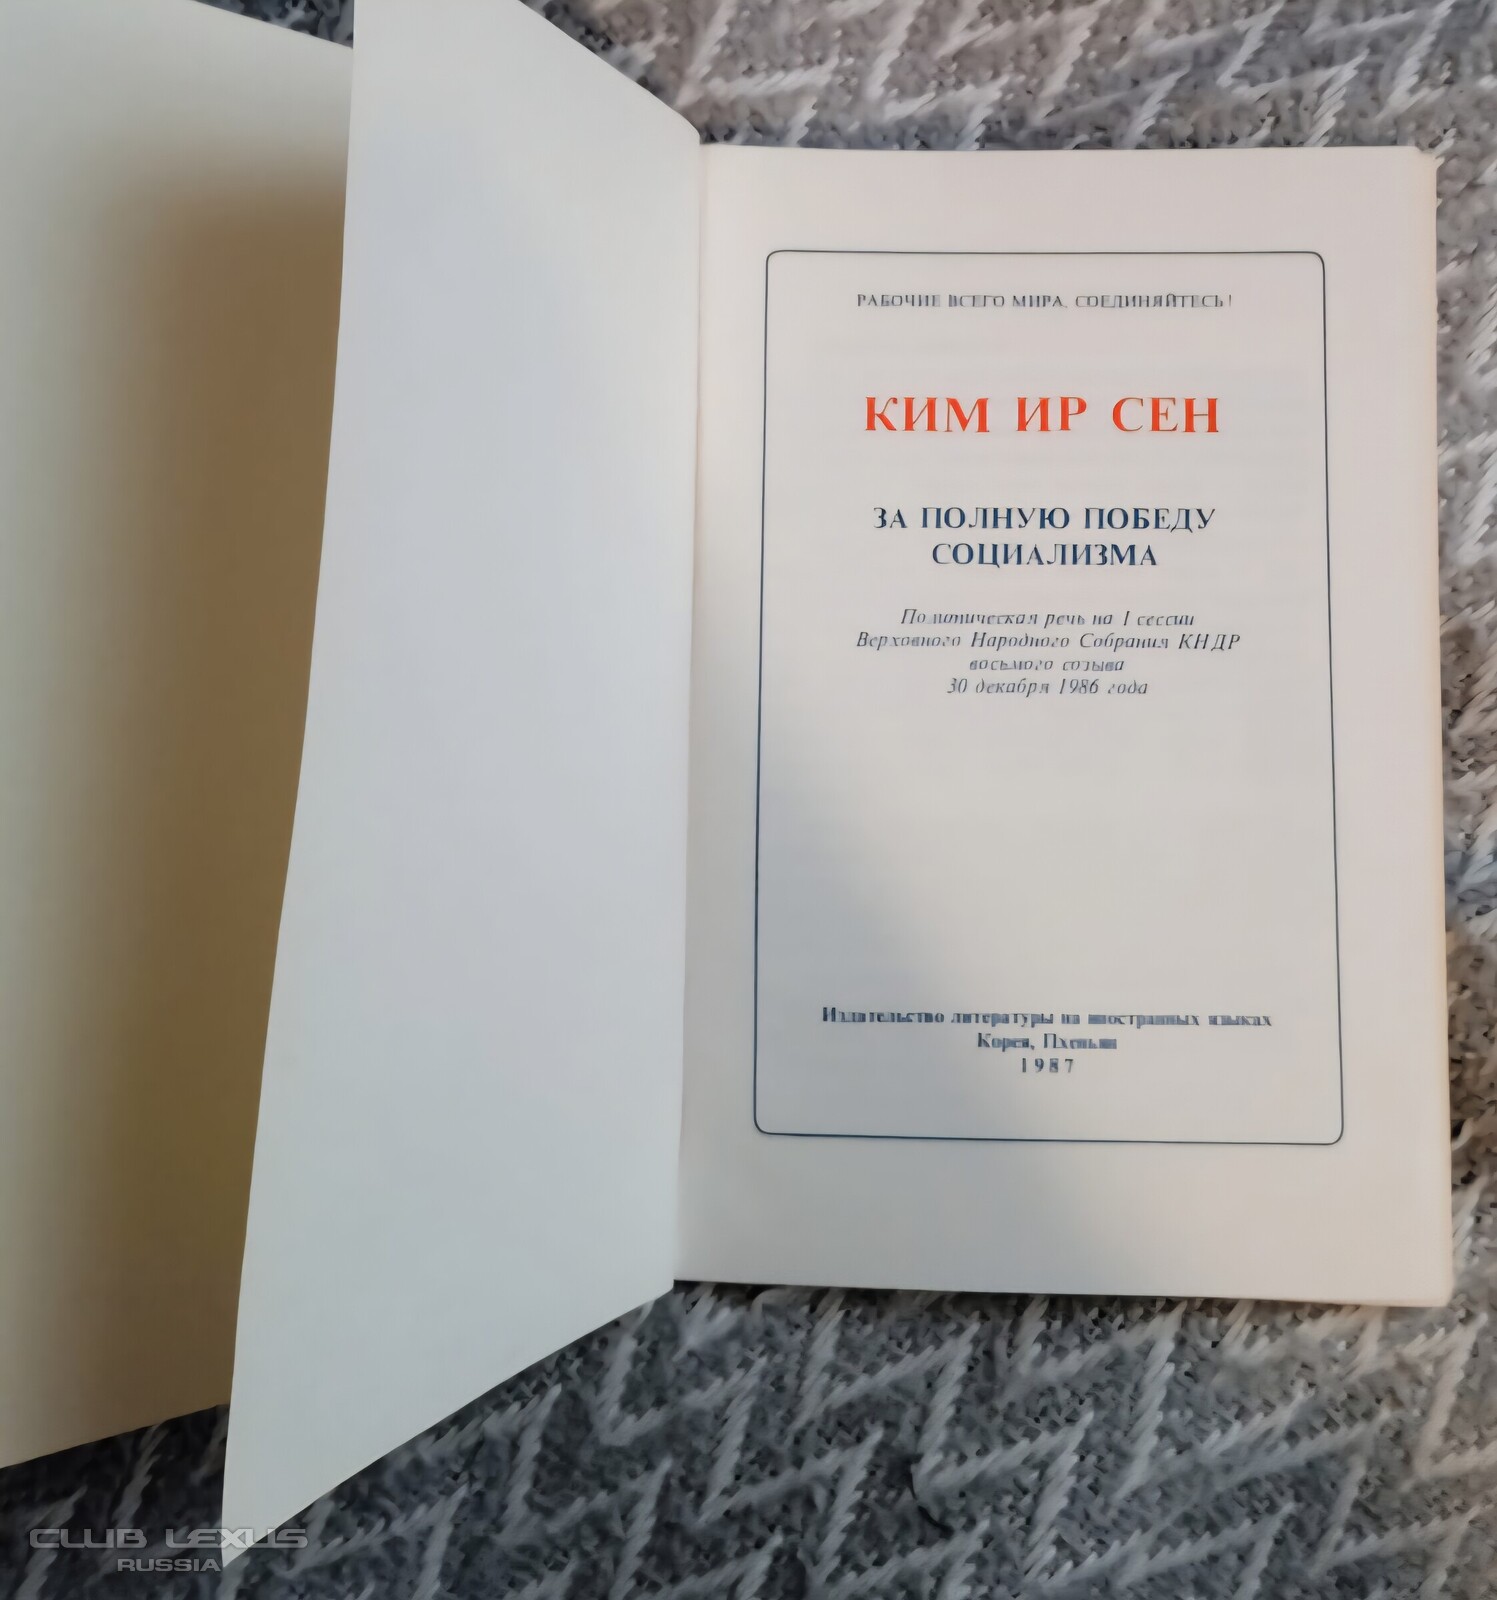 РАБОЧИЕ ВСЕГО МИРА, СОЕДИНЯЙТЕСЬ!
КИМ ИР СЕН
ЗА ПОЛНУЮ ПОБЕДУ
СОЦИАЛИЗМА
Политическая речь на I сессии
Верховного Народного Собрания КНДР
восьмого созыва
30 декабря 1986 года
Издательство литературы на иностранных языках
Корея, Пхеньян
1987
CLUB LEXUS
RUSSIA